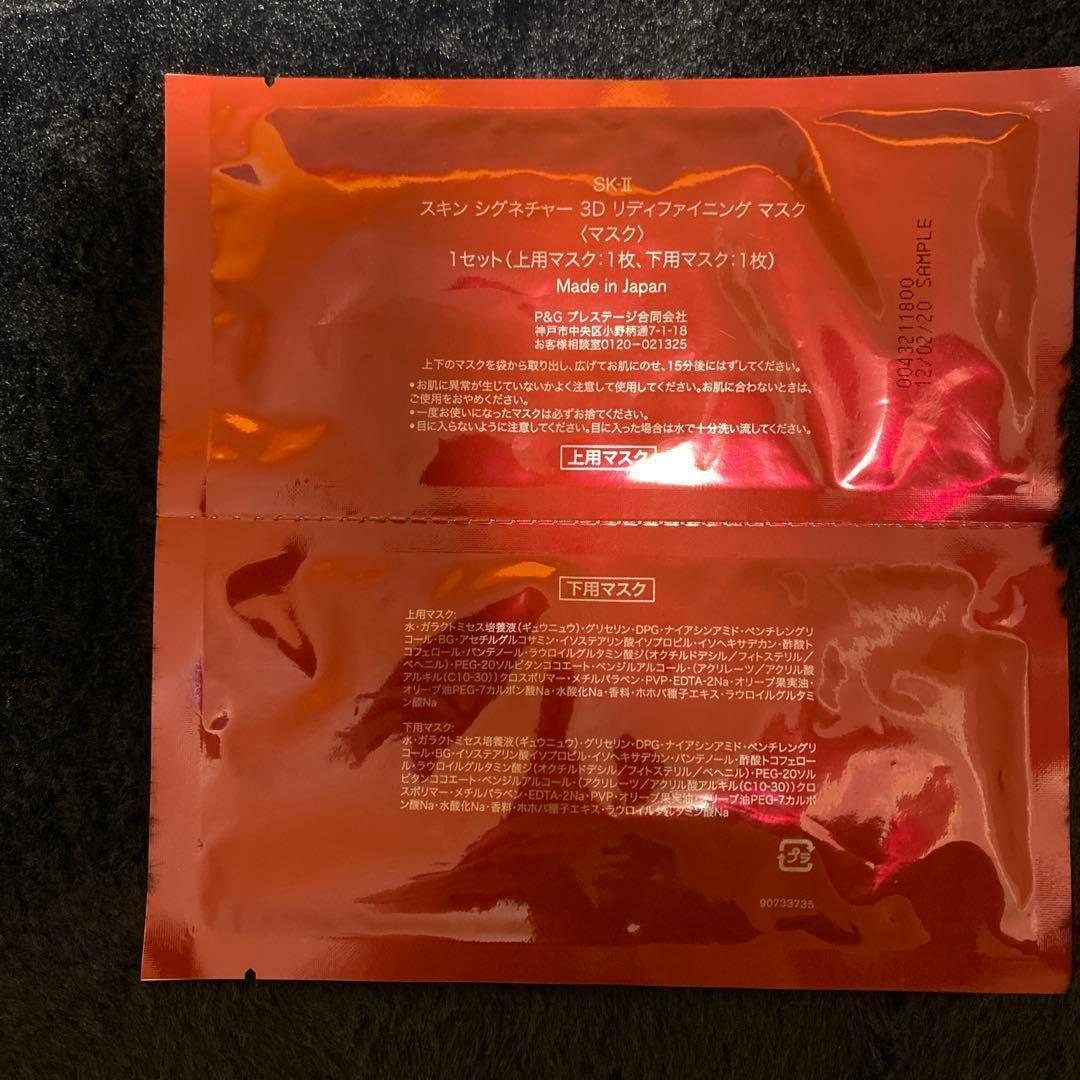 SK-II
スキン シグネチャー 3D リディファイニング マスク
〈マスク〉
1セット(上用マスク:1枚、下用マスク:1枚)
Made in Japan
P&G プレステージ合同会社
神戸市中央区小野柄通7-1-18
お客様相談室0120-021325
上下のマスクを袋から取り出し、広げてお肌にのせ、15分後にはずしてください。
•お肌に異常が生じていないかよく注意して使用してください。お肌に合わないときは、
ご使用をおやめください。
•一度お使いになったマスクは必ずお捨てください。
•目に入らないように注意してください。目に入った場合は水で十分洗い流してください。
上用マスク
0043211800
12/02/20 SAMPLE
下用マスク
上用マスク:
水・ガラクトミセス培養液(ギュウニュウ)・グリセリン・DPG・ナイアシンアミド・ペンチレングリ
コール・BG・アセチルグルコサミン・イソステアリン酸イソプロピル・イソヘキサデカン・酢酸ト
コフェロール・パンテノール・ラウロイルグルタミン酸ジ(オクチルドデシル/フィトステリル/
ベヘニル)・PEG-20ソルビタンココエート・ベンジルアルコール・(アクリレーツ/アクリル酸
アルキル(C10-30))クロスポリマー・メチルパラベン・PVP・EDTA-2Na・オリーブ果実油・
オリーブ油PEG-7カルボン酸Na・水酸化Na・香料・ホホバ種子エキス・ラウロイルグルタミ
ン酸Na
下用マスク:
水・ガラクトミセス培養液(ギュウニュウ)・グリセリン・DPG・ナイアシンアミド・ペンチレングリ
コール・BG・イソステアリン酸イソプロピル・イソヘキサデカン・パンテノール・酢酸トコフェロー
ル・ラウロイルグルタミン酸ジ(オクチルドデシル/フィトステリル/ベヘニル)・PEG-20ソル
ビタンココエート・ベンジルアルコール・(アクリレーツ/アクリル酸アルキル(C10-30))クロ
スポリマー・メチルパラベン・EDTA-2Na・PVP・オリーブ果実油・オリーブ油PEG-7カルボ
ン酸Na・水酸化Na・香料・ホホバ種子エキス・ラウロイルグルタミン酸Na
プラ
90733735